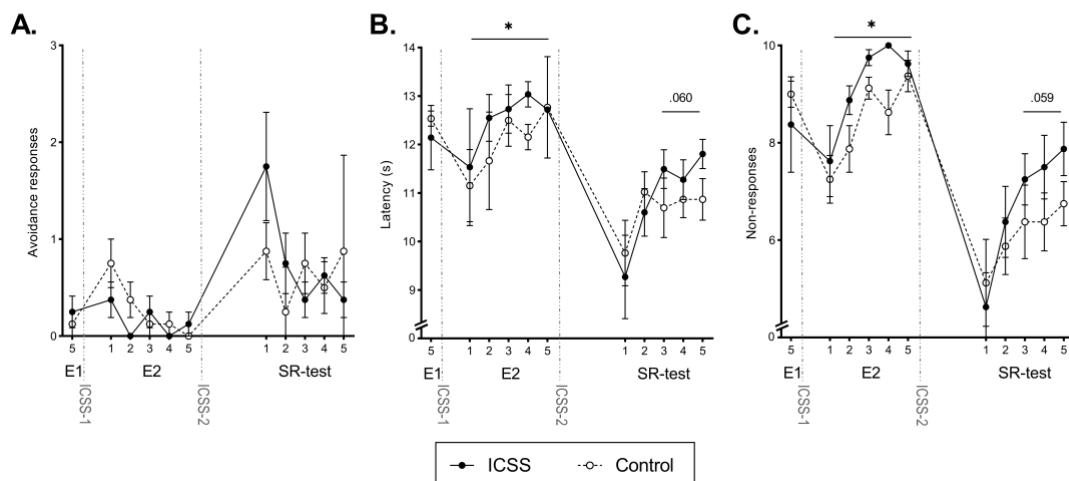 A.
Avoidance responses
3
2
1
0
5 1 2 3 4 5 1 2 3 4 5
E1 E2 SR-test
ICSS-1
ICSS-2
B.
*
.060
Latency (s)
14
13
12
11
10
9
0
5 1 2 3 4 5 1 2 3 4 5
E1 E2 SR-test
ICSS-1
ICSS-2
C.
*
.059
Non-responses
10
8
6
0
5 1 2 3 4 5 1 2 3 4 5
E1 E2 SR-test
ICSS-1
ICSS-2
ICSS Control